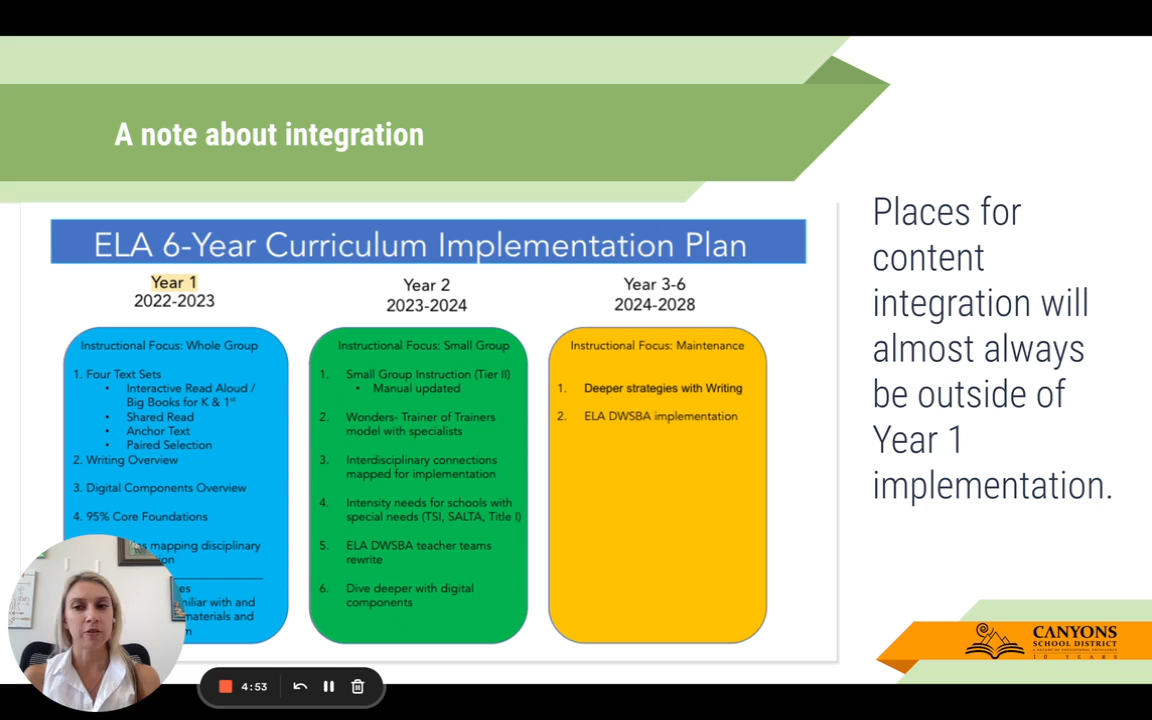 A note about integration
ELA 6-Year Curriculum Implementation Plan
Year 1
2022-2023
Instructional Focus: Whole Group
1. Four Text Sets
• Interactive Read Aloud /
Big Books for K & 1st
• Shared Read
• Anchor Text
• Paired Selection
2. Writing Overview
3. Digital Components Overview
4. 95% Core Foundations
mapping disciplinary
materials and
Year 2
2023-2024
Instructional Focus: Small Group
1. Small Group Instruction (Tier II)
• Manual updated
2. Wonders- Trainer of Trainers
model with specialists
3. Interdisciplinary connections
mapped for implementation
4. Intensity needs for schools with
special needs (TSI, SALTA, Title I)
5. ELA DWSBA teacher teams
rewrite
6. Dive deeper with digital
components
Year 3-6
2024-2028
Instructional Focus: Maintenance
1. Deeper strategies with Writing
2. ELA DWSBA implementation
Places for
content
integration will
almost always
be outside of
Year 1
implementation.
CANYONS
SCHOOL DISTRICT
10 YEARS
4:53